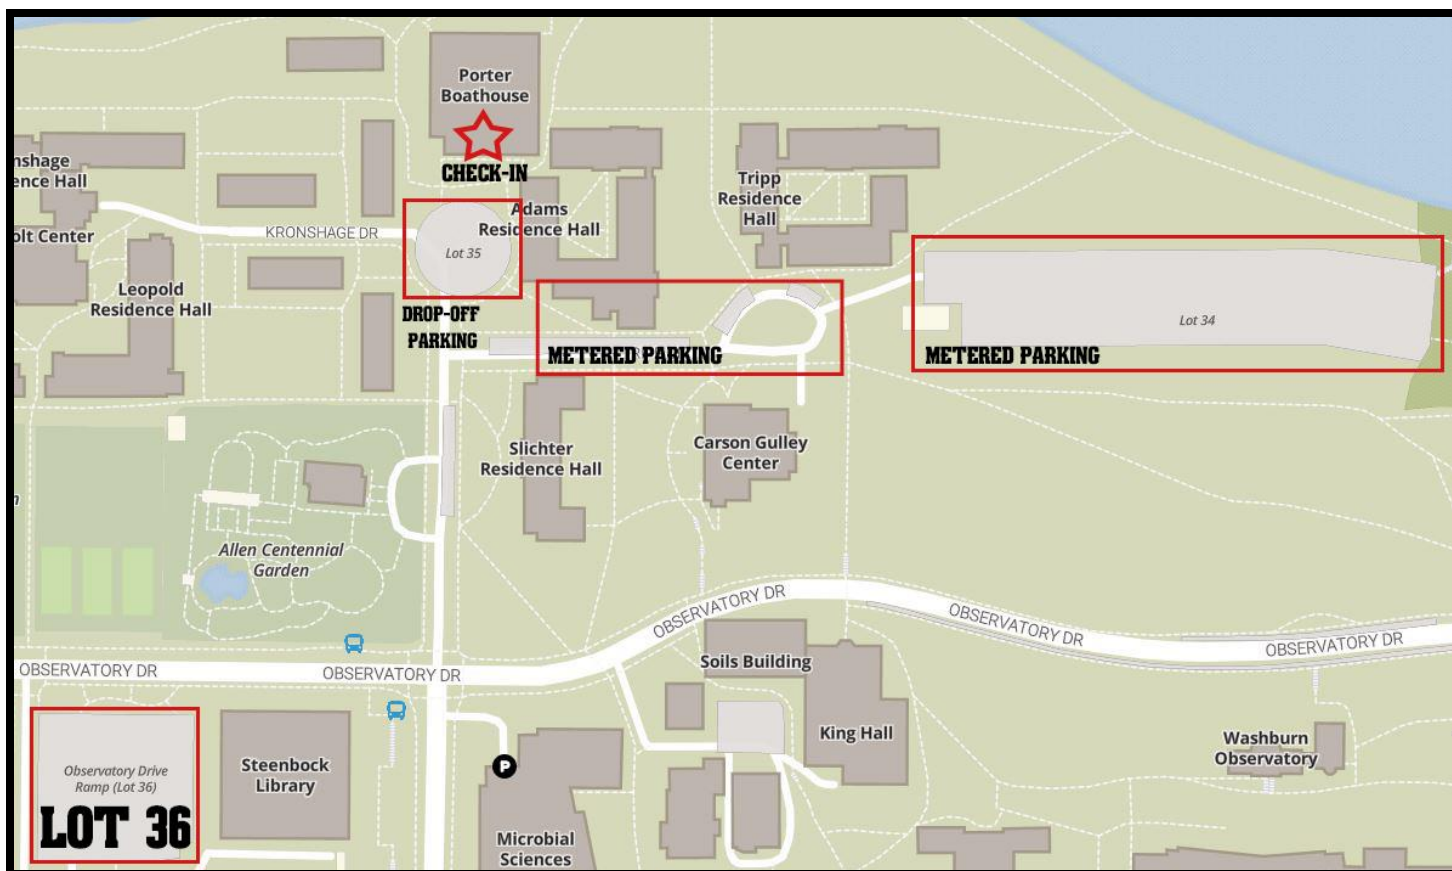 Porter
Boathouse
CHECK-IN
nshage
ence Hall
olt Center
KRONSHAGE DR
Lot 35
Adams
Residence Hall
Tripp
Residence
Hall
Leopold
Residence Hall
DROP-OFF
PARKING
METERED PARKING
Lot 34
METERED PARKING
Slichter
Residence Hall
Carson Gulley
Center
Allen Centennial
Garden
OBSERVATORY DR
OBSERVATORY DR
OBSERVATORY DR
OBSERVATORY DR
OBSERVATORY DR
Soils Building
King Hall
Washburn
Observatory
Observatory Drive
Ramp (Lot 36)
LOT 36
Steenbock
Library
P
Microbial
Sciences